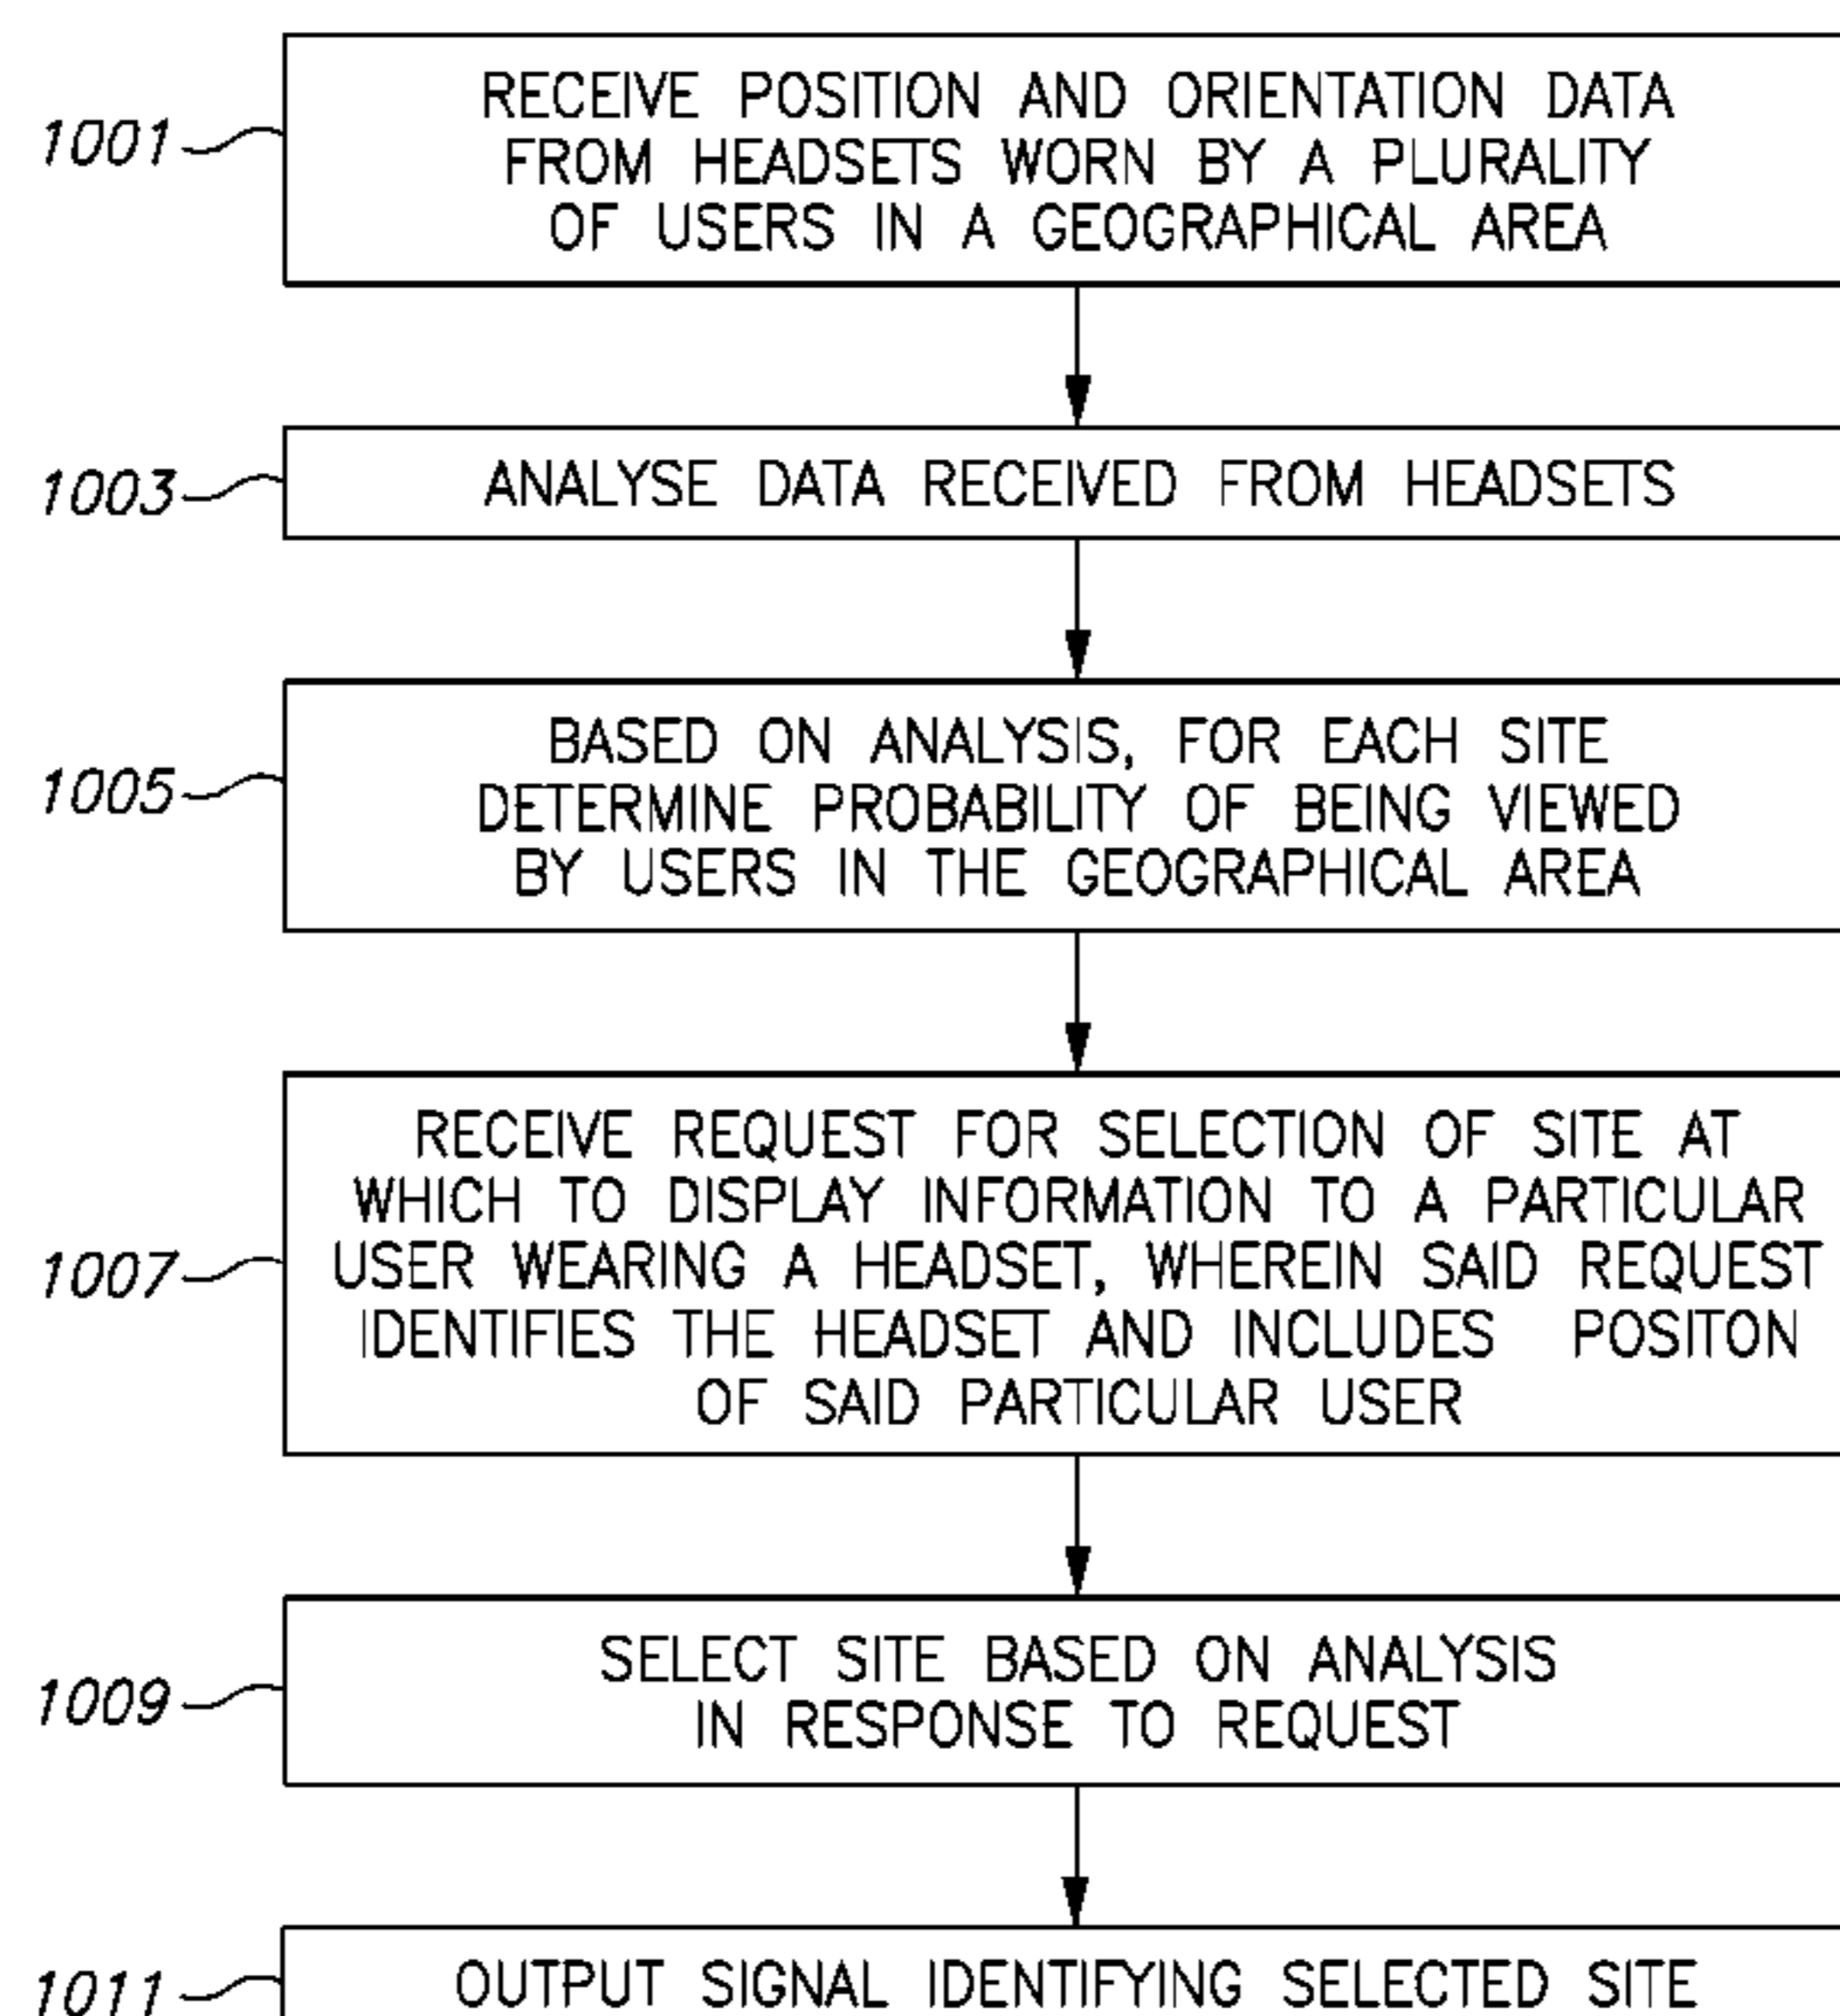 1001
RECEIVE POSITION AND ORIENTATION DATA
FROM HEADSETS WORN BY A PLURALITY
OF USERS IN A GEOGRAPHICAL AREA
1003
ANALYSE DATA RECEIVED FROM HEADSETS
1005
BASED ON ANALYSIS, FOR EACH SITE
DETERMINE PROBABILITY OF BEING VIEWED
BY USERS IN THE GEOGRAPHICAL AREA
1007
RECEIVE REQUEST FOR SELECTION OF SITE AT
WHICH TO DISPLAY INFORMATION TO A PARTICULAR
USER WEARING A HEADSET, WHEREIN SAID REQUEST
IDENTIFIES THE HEADSET AND INCLUDES POSITON
OF SAID PARTICULAR USER
1009
SELECT SITE BASED ON ANALYSIS
IN RESPONSE TO REQUEST
1011
OUTPUT SIGNAL IDENTIFYING SELECTED SITE